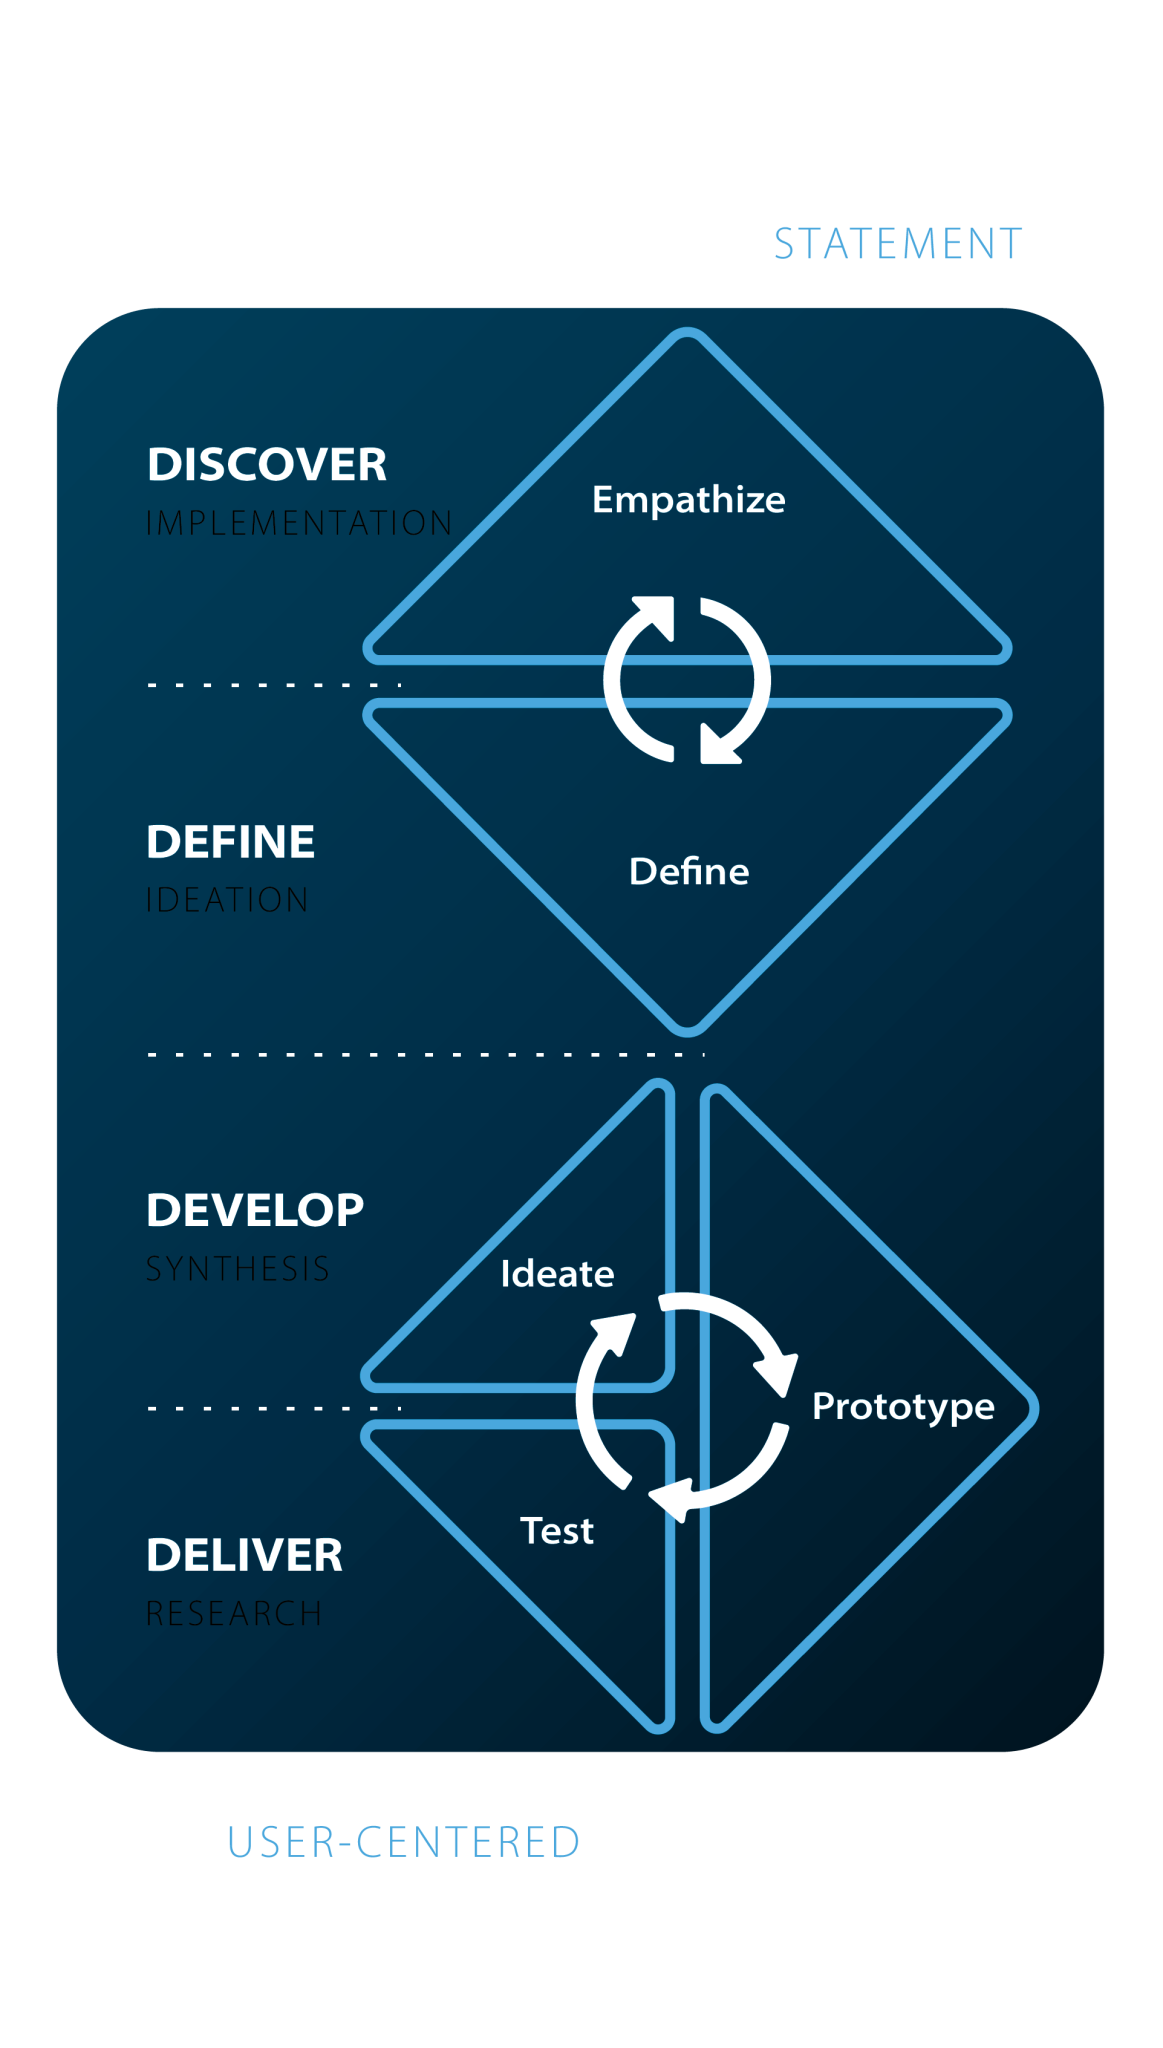 STATEMENT
DISCOVER
IMPLEMENTATION
Empathize
DEFINE
IDEATION
Define
DEVELOP
SYNTHESIS
Ideate
Prototype
Test
DELIVER
RESEARCH
USER-CENTERED